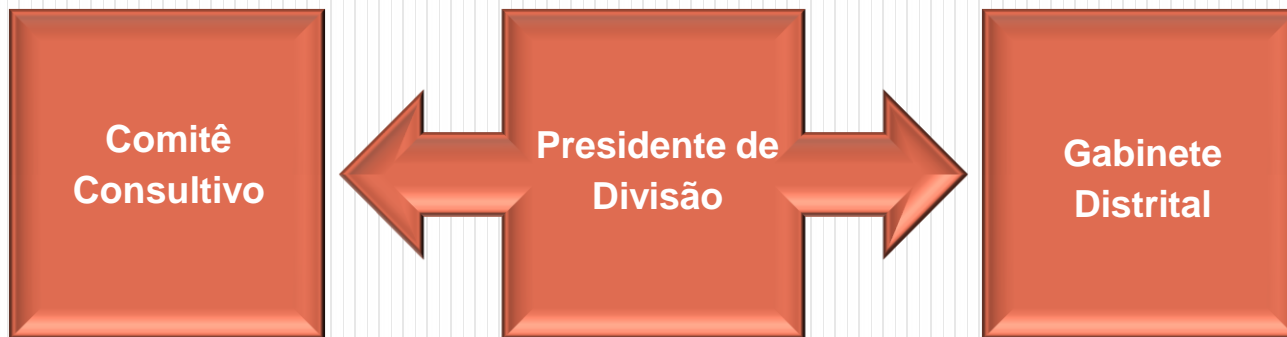 Comitê
Consultivo
Presidente de
Divisão
Gabinete
Distrital